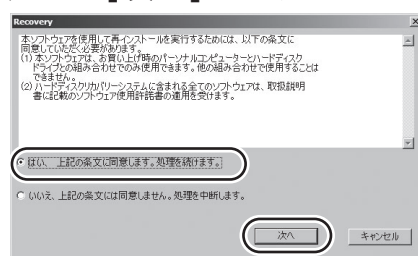 Recovery
本ソフトウェアを使用して再インストールを実行するためには、以下の条文に
同意していただく必要があります。
(1) 本ソフトウェアは、お買い上げ時のパーソナルコンピューターとハードディスク
ドライブとの組み合わせでのみ使用できます。他の組み合わせで使用することは
できません。
(2) ハードディスクリカバリーシステムに含まれる全てのソフトウェアは、取扱説明
書に記載のソフトウェア使用許諾書の適用を受けます。
はい、 上記の条文に同意します。処理を続けます。
いいえ、上記の条文には同意しません。処理を中断します。
次へ
キャンセル